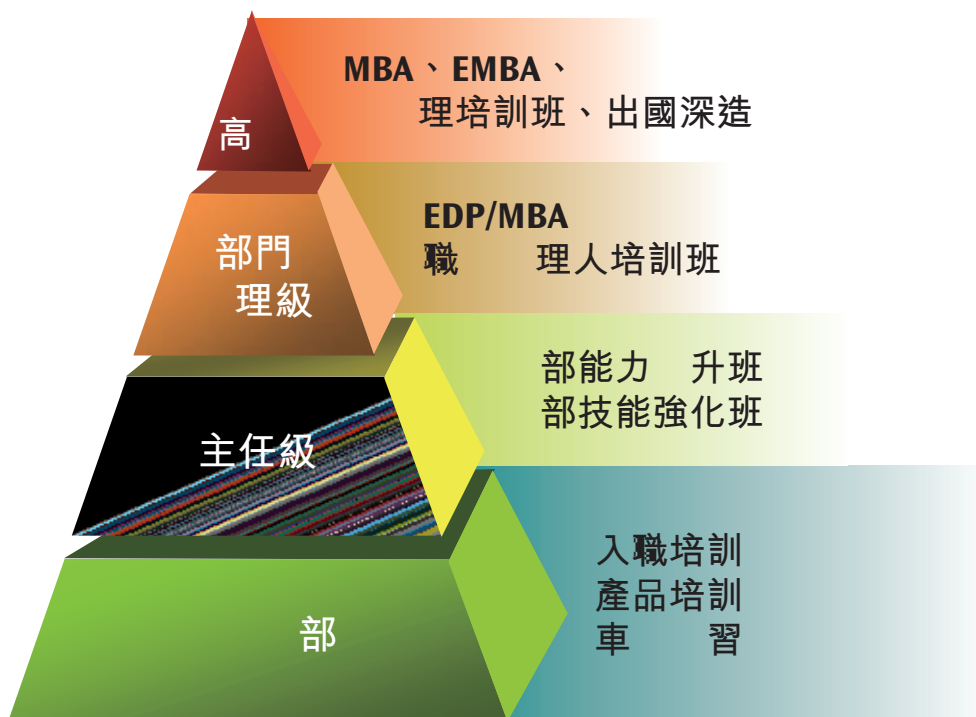 高
MBA、EMBA、
理培訓班、出國深造
部門
理級
EDP/MBA
職 理人培訓班
主任級
部能力 升班
部技能強化班
部
入職培訓
產品培訓
車 習